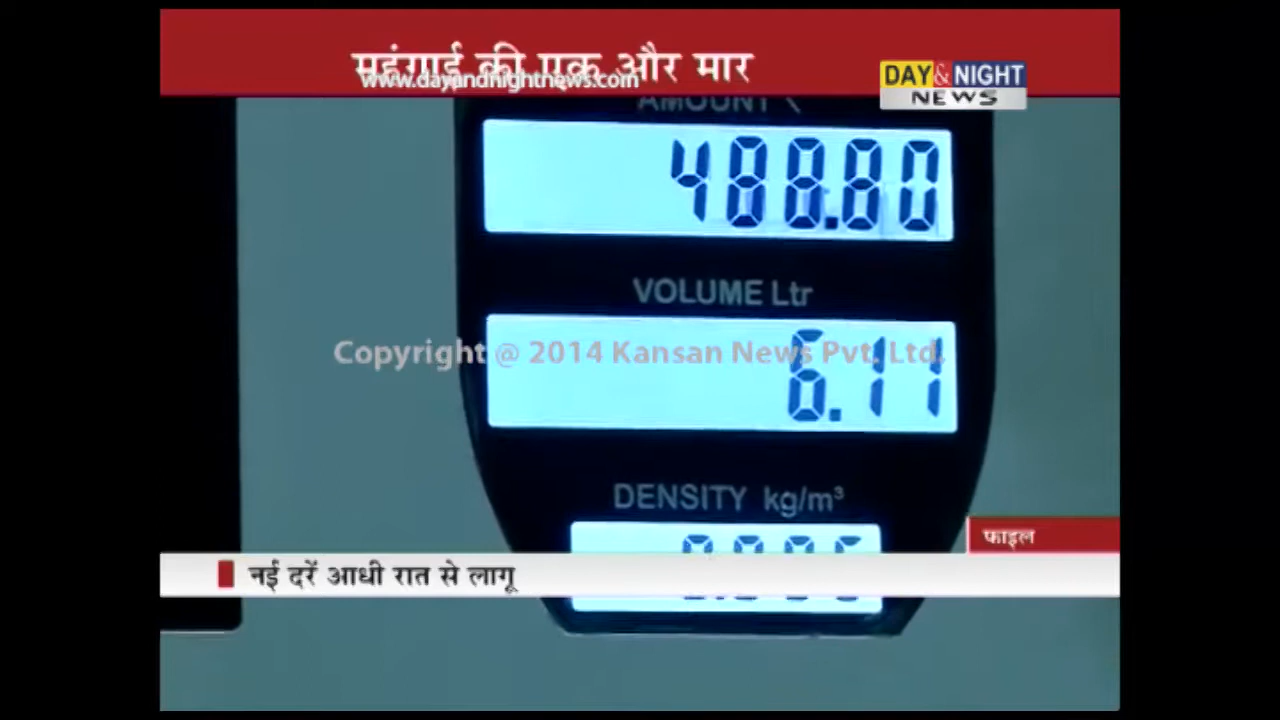 महंगाई की एक और मार
www.dayandnightnews.com
DAY & NIGHT
NEWS
AMOUNT
488.80
VOLUME Ltr
6.11
Copyright @ 2014 Kansan News Pvt. Ltd.
DENSITY kg/m³
फाइल
नई दरें आधी रात से लागू